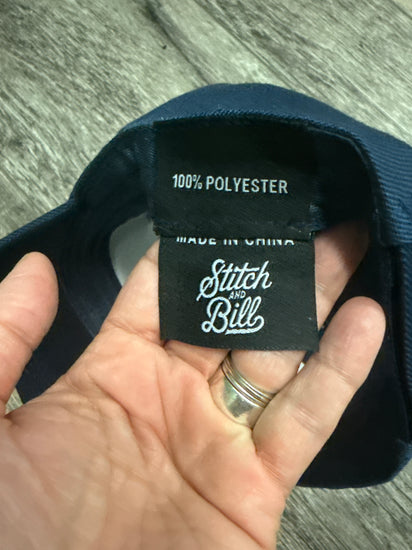 100% POLYESTER
MADE IN CHINA
Stitch
AND
Bill